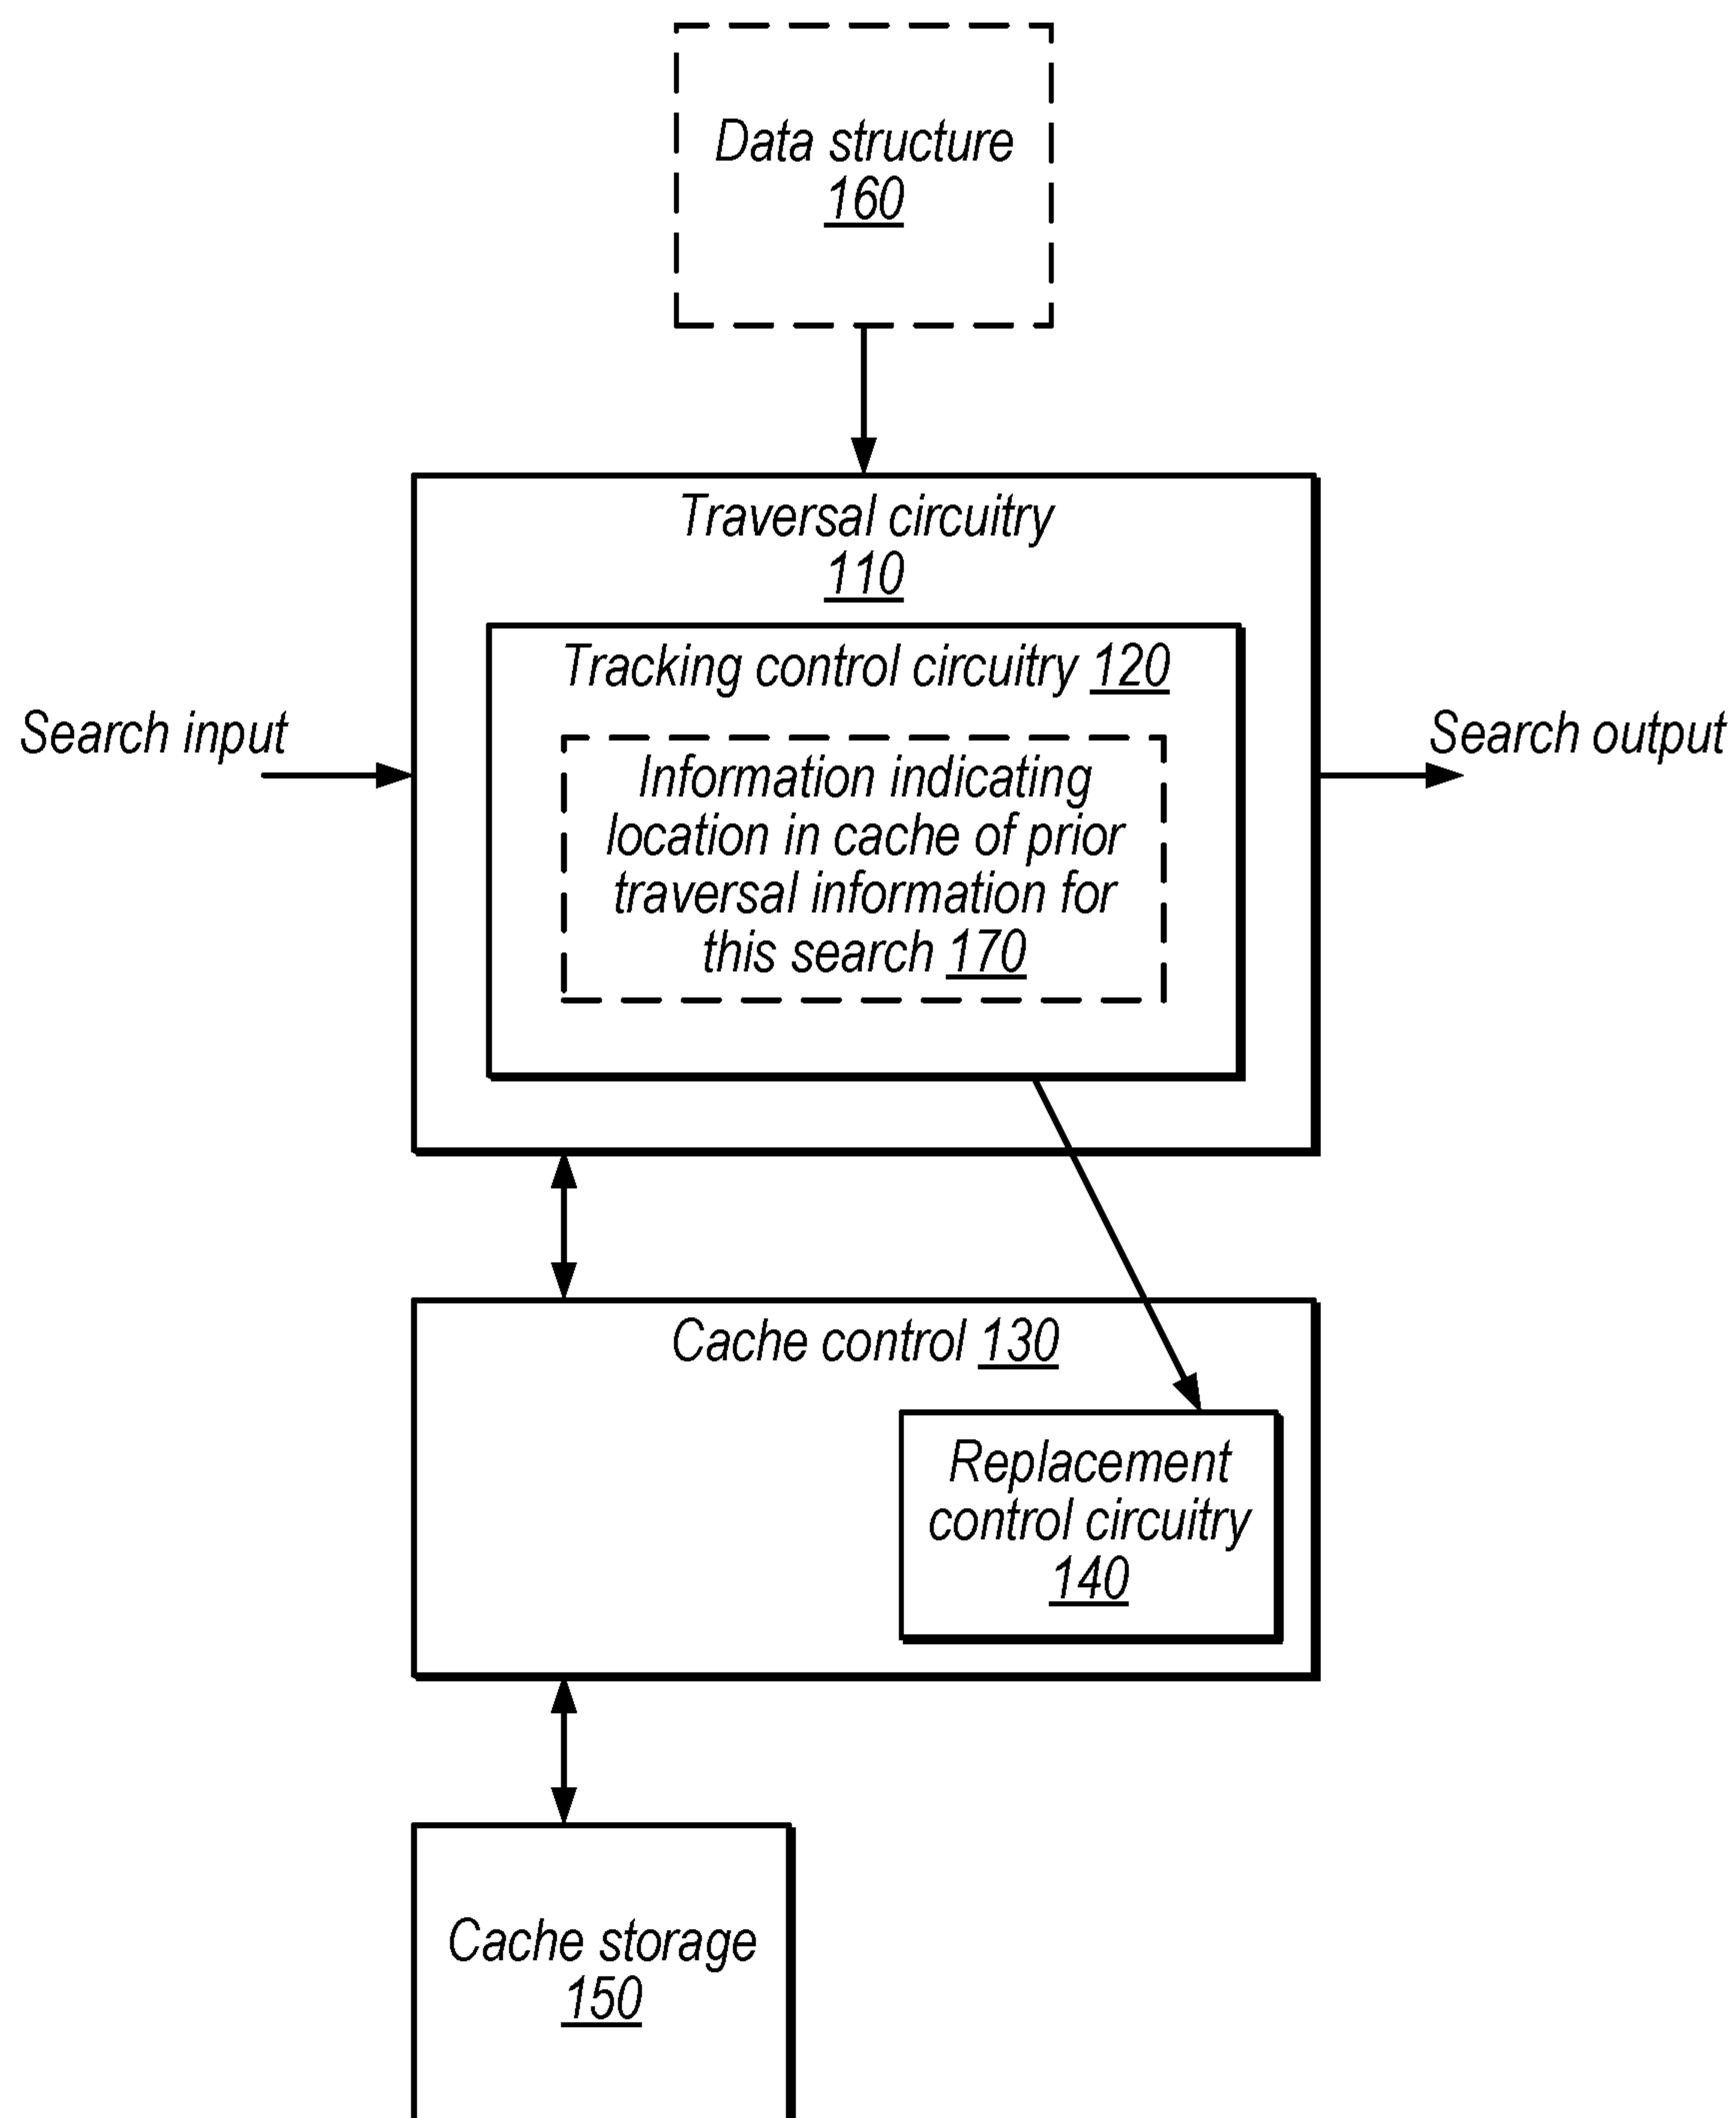 Data structure
160
Traversal circuitry
110
Tracking control circuitry 120
Search input
Search output
Information indicating
location in cache of prior
traversal information for
this search 170
Cache control 130
Replacement
control circuitry
140
Cache storage
150